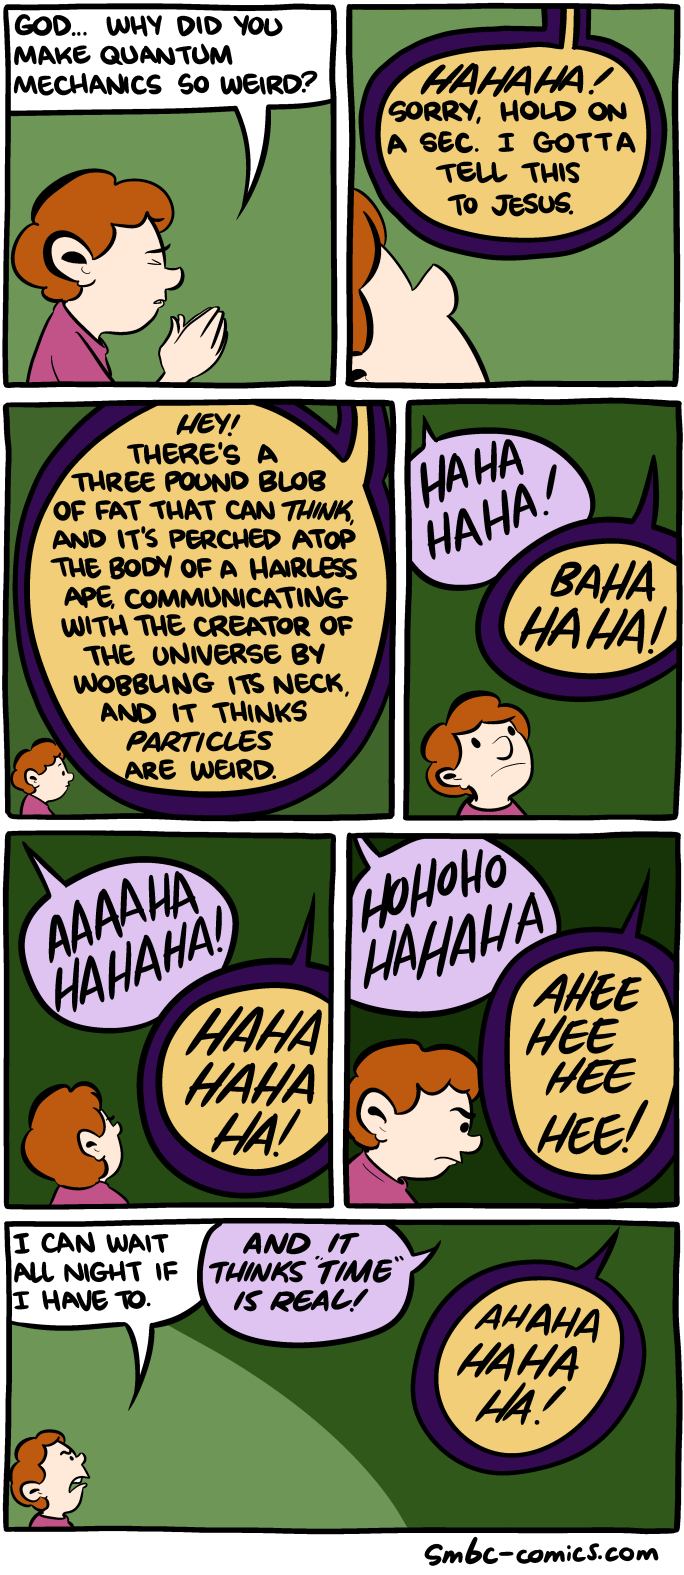 GOD... WHY DID YOU
MAKE QUANTUM
MECHANICS SO WEIRD?
HAHAHA!
SORRY, HOLD ON
A SEC. I GOTTA
TELL THIS
TO JESUS.
HEY!
THERE'S A
THREE POUND BLOB
OF FAT THAT CAN THINK,
AND IT'S PERCHED ATOP
THE BODY OF A HAIRLESS
APE, COMMUNICATING
WITH THE CREATOR OF
THE UNIVERSE BY
WOBBLING ITS NECK,
AND IT THINKS
PARTICLES
ARE WEIRD.
HAHA
HAHA!
BAHA
HAHA!
AAAAHA
HAHAHA!
HAHA
HAHA
HA!
HOHOHO
HAHAHA
AHEE
HEE
HEE
HEE!
I CAN WAIT
ALL NIGHT IF
I HAVE TO.
AND IT
THINKS "TIME"
IS REAL!
AHAHA
HAHA
HA!
smbc-comics.com